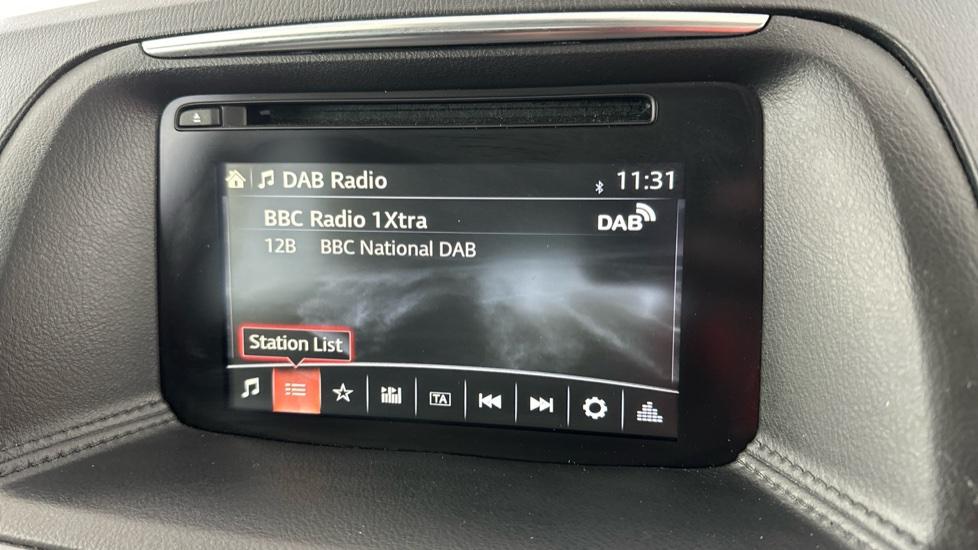 DAB Radio
11:31
BBC Radio 1Xtra
DAB
12B BBC National DAB
Station List
TA